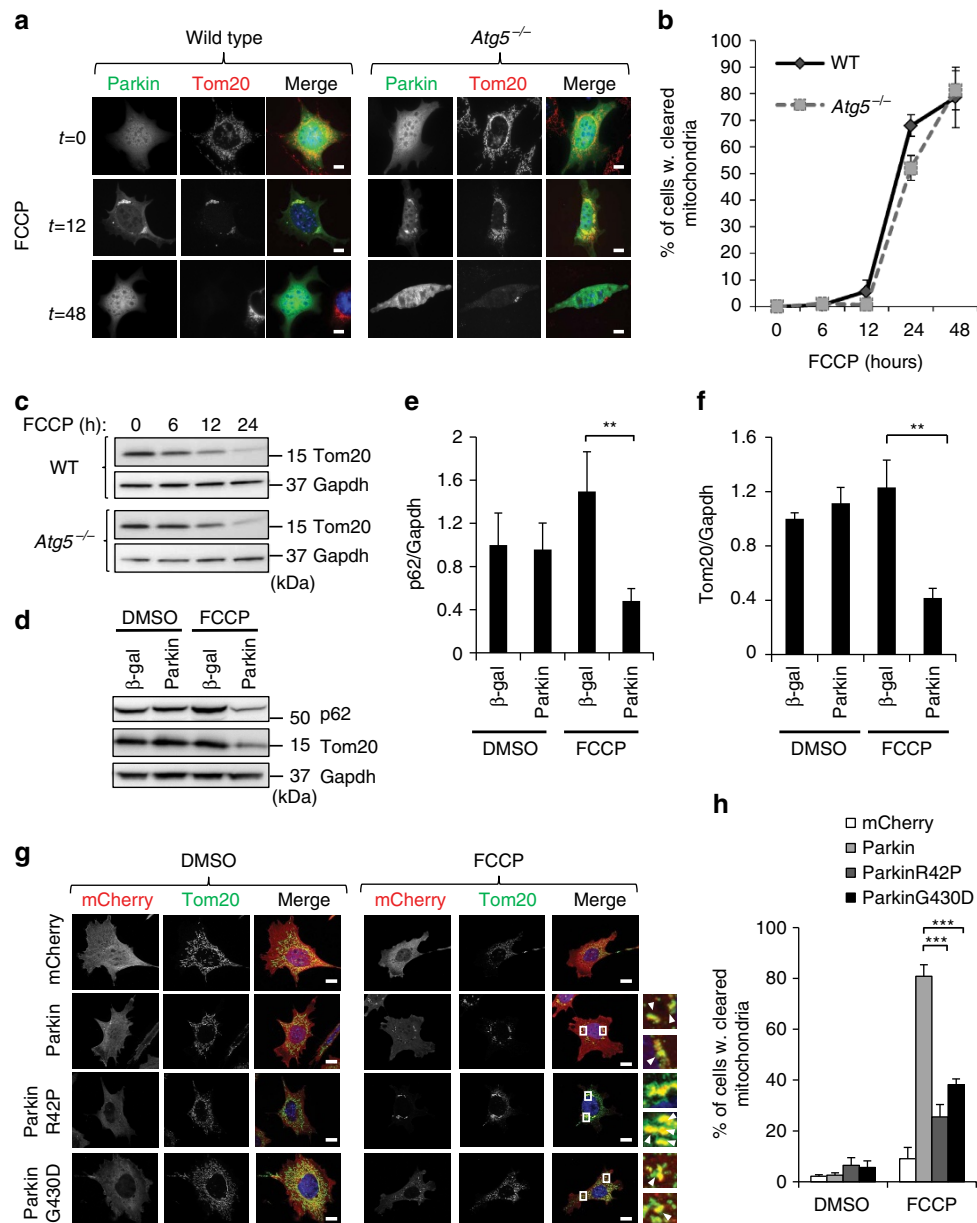 a
Wild type
Atg5–/–
Parkin Tom20 Merge
Parkin Tom20 Merge
FCCP
t=0
t=12
t=48
b
% of cells w. cleared
mitochondria
100
90
80
70
60
50
40
30
20
10
0
WT
Atg5–/–
0 6 12 24 48
FCCP (hours)
c
FCCP (h): 0 6 12 24
WT
15 Tom20
37 Gapdh
Atg5–/–
15 Tom20
37 Gapdh
(kDa)
d
DMSO FCCP
β-gal Parkin β-gal Parkin
50 p62
15 Tom20
37 Gapdh
(kDa)
e
p62/Gapdh
2
1.6
1.2
0.8
0.4
0
**
β-gal Parkin β-gal Parkin
DMSO FCCP
f
Tom20/Gapdh
1.6
1.2
0.8
0.4
0
**
β-gal Parkin β-gal Parkin
DMSO FCCP
g
DMSO
FCCP
mCherry Tom20 Merge
mCherry Tom20 Merge
mCherry
Parkin
Parkin
R42P
Parkin
G430D
h
mCherry
Parkin
ParkinR42P
ParkinG430D
% of cells w. cleared
mitochondria
100
80
60
40
20
0
***
***
DMSO FCCP